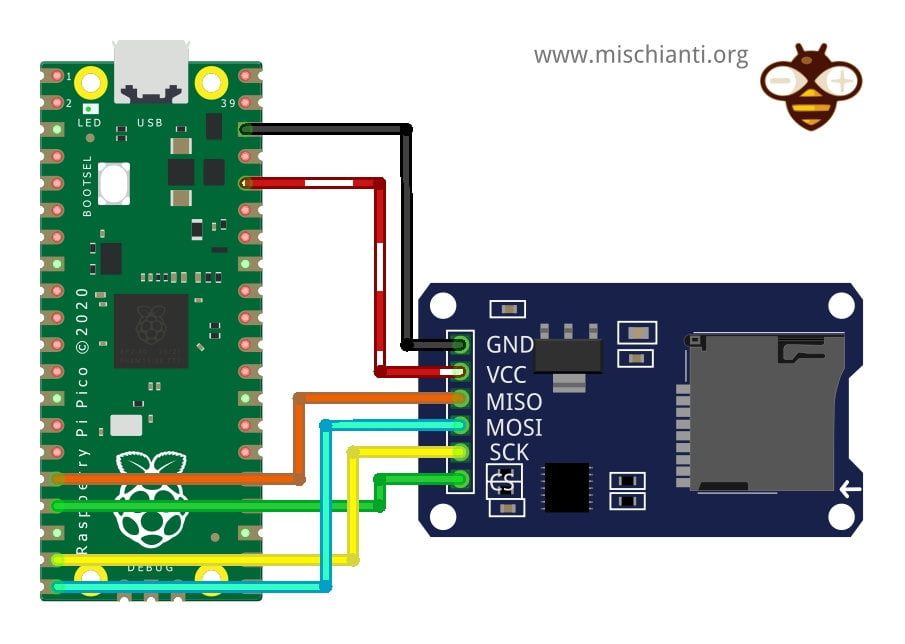 www.mischianti.org
1
2
39
LED
USB
BOOTSEL
Raspberry Pi Pico ©2020
DEBUG
GND
VCC
MISO
MOSI
SCK
CS